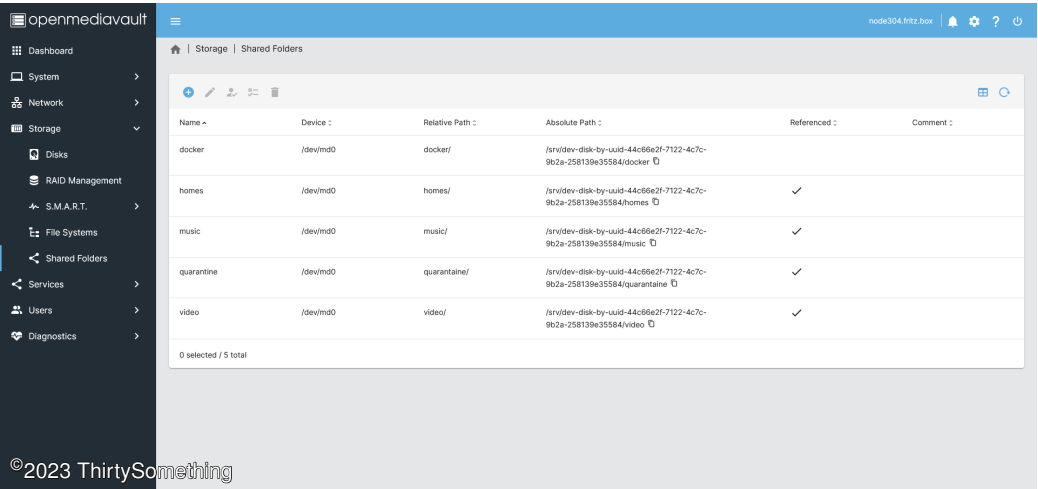 openmediavault
node304.fritz.box
Dashboard
System
Network
Storage
Disks
RAID Management
S.M.A.R.T.
File Systems
Shared Folders
Services
Users
Diagnostics
| Storage | Shared Folders
Name Device Relative Path Absolute Path Referenced Comment
docker /dev/md0 docker/ /srv/dev-disk-by-uuid-44c66e2f-7122-4c7c-
9b2a-258139e35584/docker
homes /dev/md0 homes/ /srv/dev-disk-by-uuid-44c66e2f-7122-4c7c-
9b2a-258139e35584/homes
music /dev/md0 music/ /srv/dev-disk-by-uuid-44c66e2f-7122-4c7c-
9b2a-258139e35584/music
quarantine /dev/md0 quarantaine/ /srv/dev-disk-by-uuid-44c66e2f-7122-4c7c-
9b2a-258139e35584/quarantaine
video /dev/md0 video/ /srv/dev-disk-by-uuid-44c66e2f-7122-4c7c-
9b2a-258139e35584/video
0 selected / 5 total
©2023 ThirtySomething